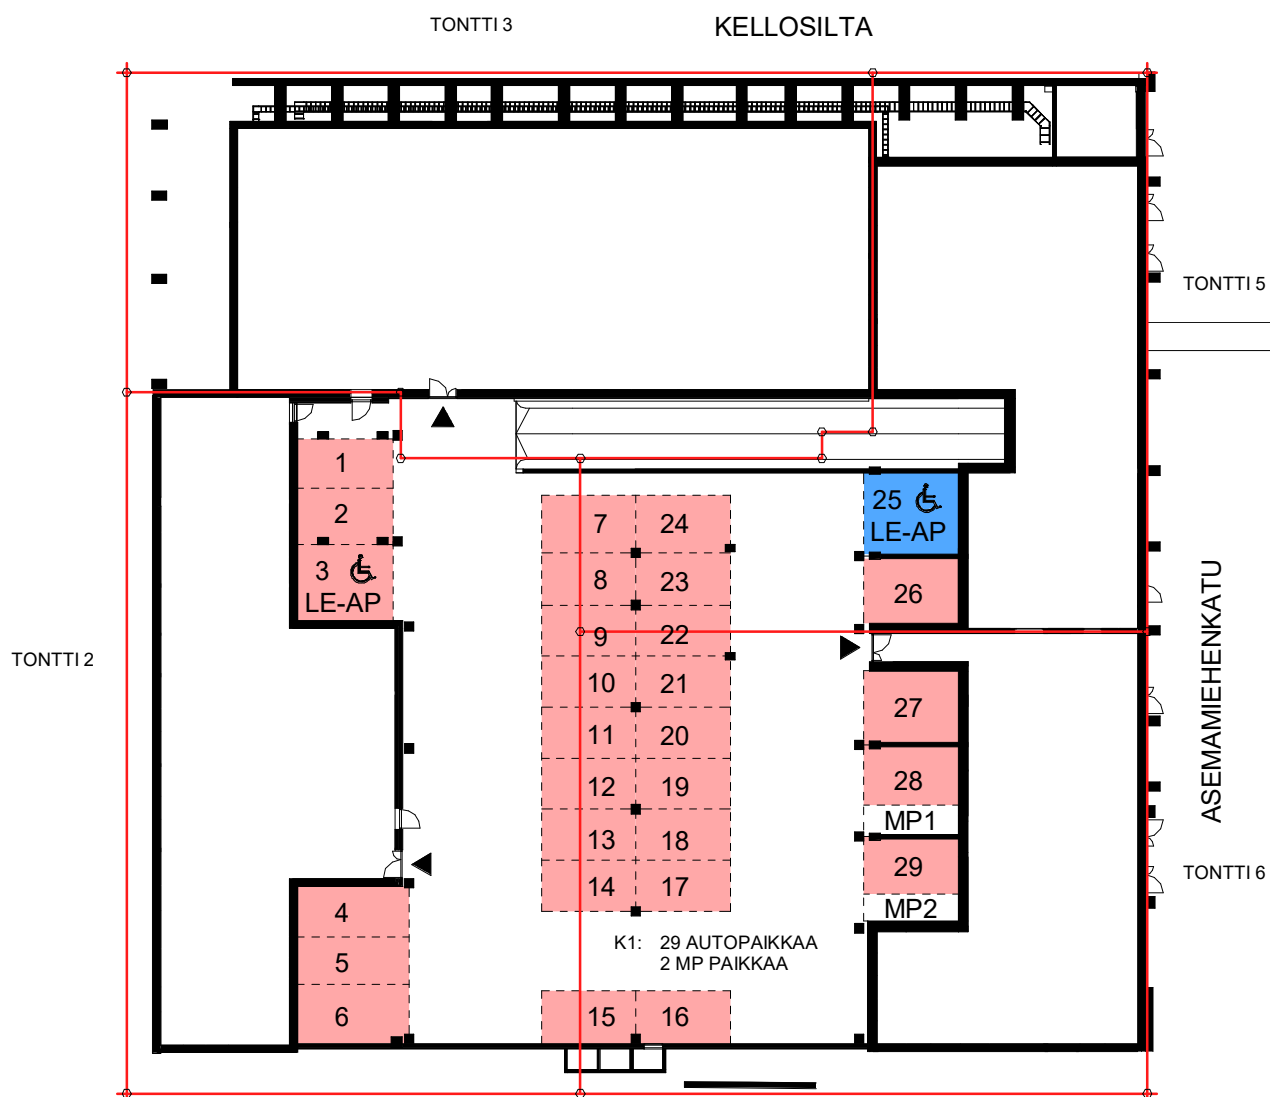 TONTTI 3
KELLOSILTA
TONTTI 5
1
2
3
LE-AP
7 24
8 23
9 22
10 21
11 20
12 19
13 18
14 17
25
LE-AP
26
27
28
MP1
29
MP2
TONTTI 2
ASEMAMIEHENKATU
TONTTI 6
4
5
6
K1: 29 AUTOPAIKKAA
2 MP PAIKKAA
15 16